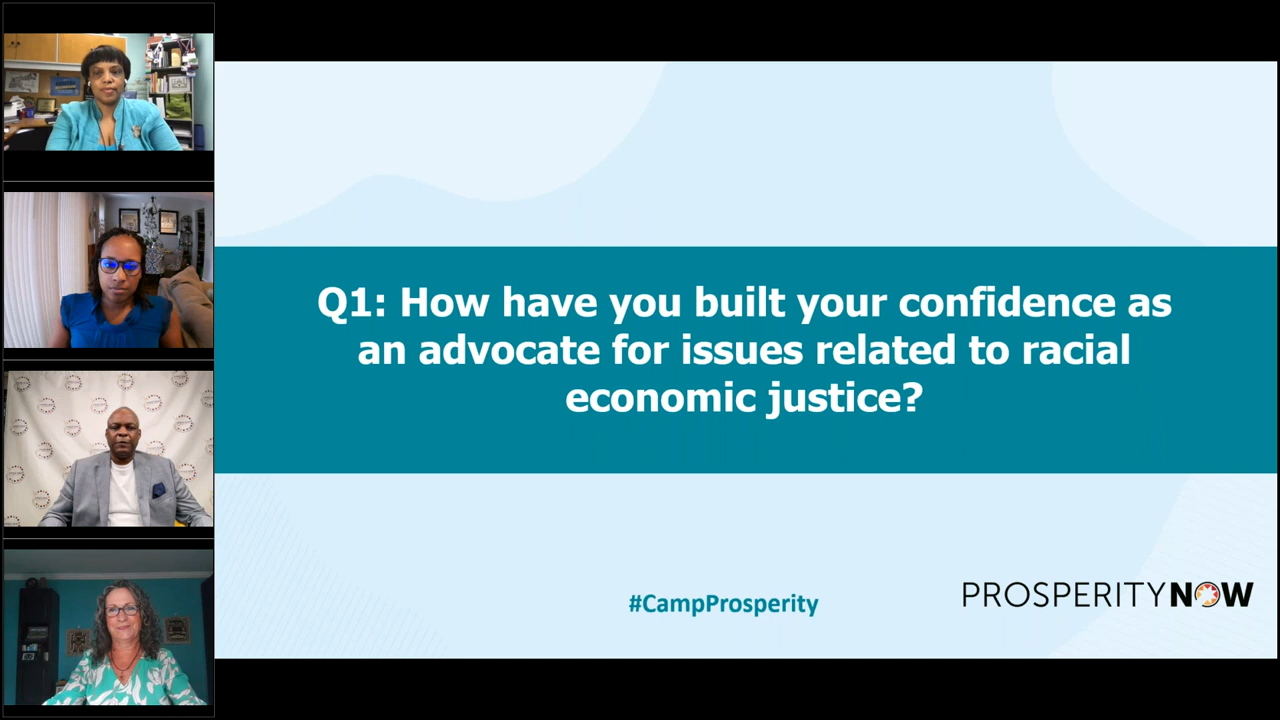 Q1: How have you built your confidence as
an advocate for issues related to racial
economic justice?
#CampProsperity
PROSPERITY NOW